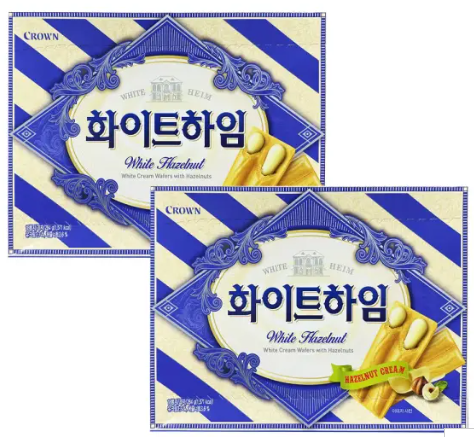 CROWN
WHITE HEIM
화이트하임
White Hazelnut
White Cream Wafers with Hazelnuts
CROWN
WHITE HEIM
화이트하임
White Hazelnut
White Cream Wafers with Hazelnuts
HAZELNUT CREAM